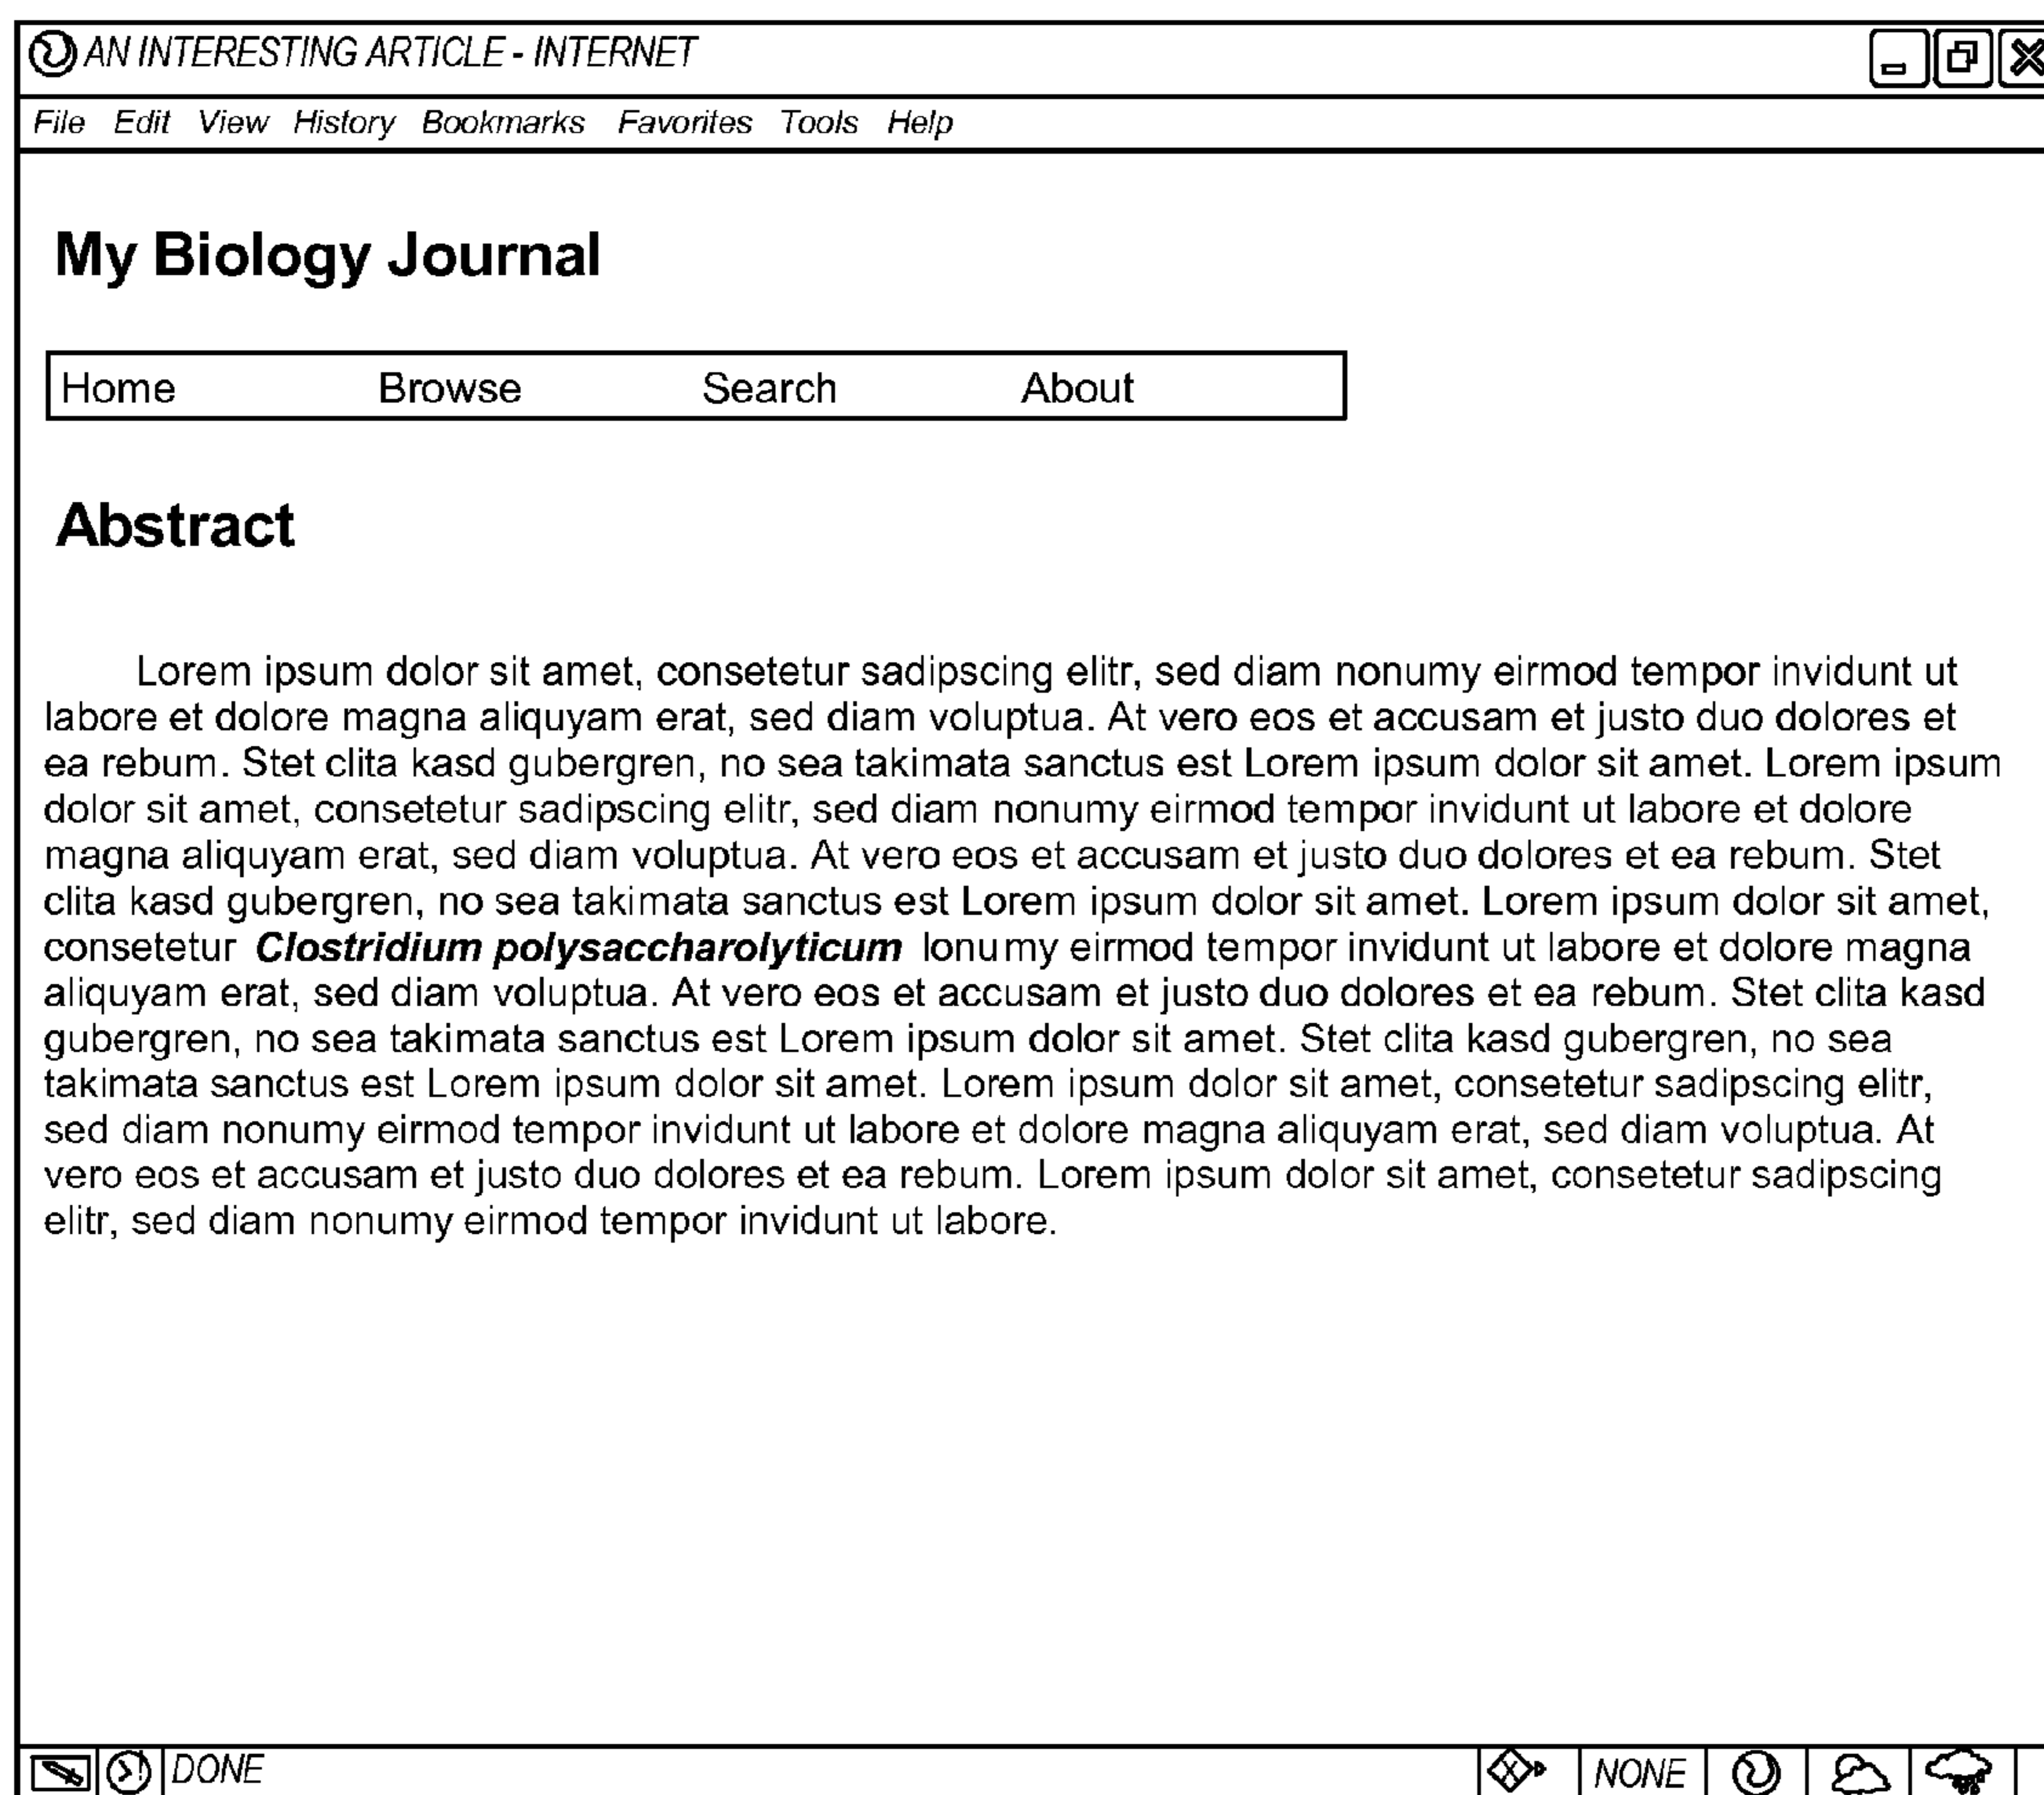 AN INTERESTING ARTICLE - INTERNET
File Edit View History Bookmarks Favorites Tools Help
My Biology Journal
Home Browse Search About
Abstract
Lorem ipsum dolor sit amet, consetetur sadipscing elitr, sed diam nonumy eirmod tempor invidunt ut
labore et dolore magna aliquyam erat, sed diam voluptua. At vero eos et accusam et justo duo dolores et
ea rebum. Stet clita kasd gubergren, no sea takimata sanctus est Lorem ipsum dolor sit amet. Lorem ipsum
dolor sit amet, consetetur sadipscing elitr, sed diam nonumy eirmod tempor invidunt ut labore et dolore
magna aliquyam erat, sed diam voluptua. At vero eos et accusam et justo duo dolores et ea rebum. Stet
clita kasd gubergren, no sea takimata sanctus est Lorem ipsum dolor sit amet. Lorem ipsum dolor sit amet,
consetetur Clostridium polysaccharolyticum lonumy eirmod tempor invidunt ut labore et dolore magna
aliquyam erat, sed diam voluptua. At vero eos et accusam et justo duo dolores et ea rebum. Stet clita kasd
gubergren, no sea takimata sanctus est Lorem ipsum dolor sit amet. Stet clita kasd gubergren, no sea
takimata sanctus est Lorem ipsum dolor sit amet. Lorem ipsum dolor sit amet, consetetur sadipscing elitr,
sed diam nonumy eirmod tempor invidunt ut labore et dolore magna aliquyam erat, sed diam voluptua. At
vero eos et accusam et justo duo dolores et ea rebum. Lorem ipsum dolor sit amet, consetetur sadipscing
elitr, sed diam nonumy eirmod tempor invidunt ut labore.
DONE NONE